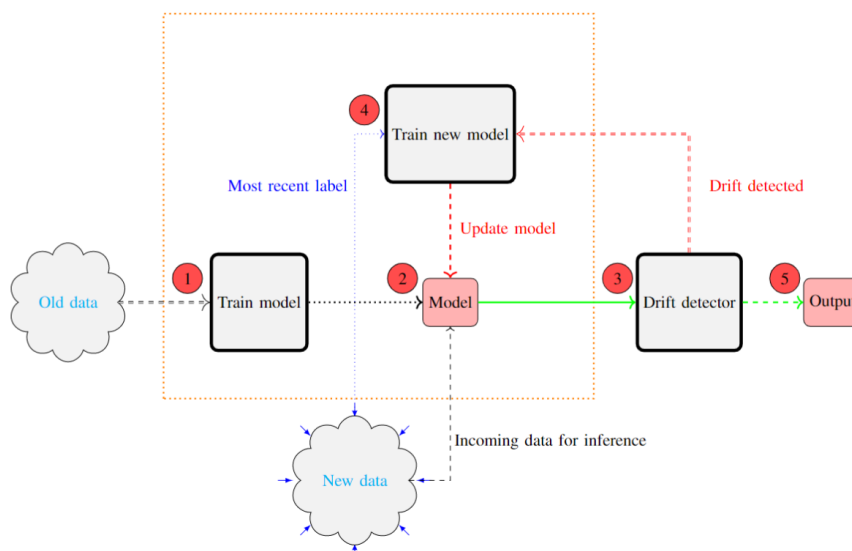 4
Train new model
Most recent label
Drift detected
Update model
1
2
3
5
Old data
Train model
Model
Drift detector
Output
Incoming data for inference
New data